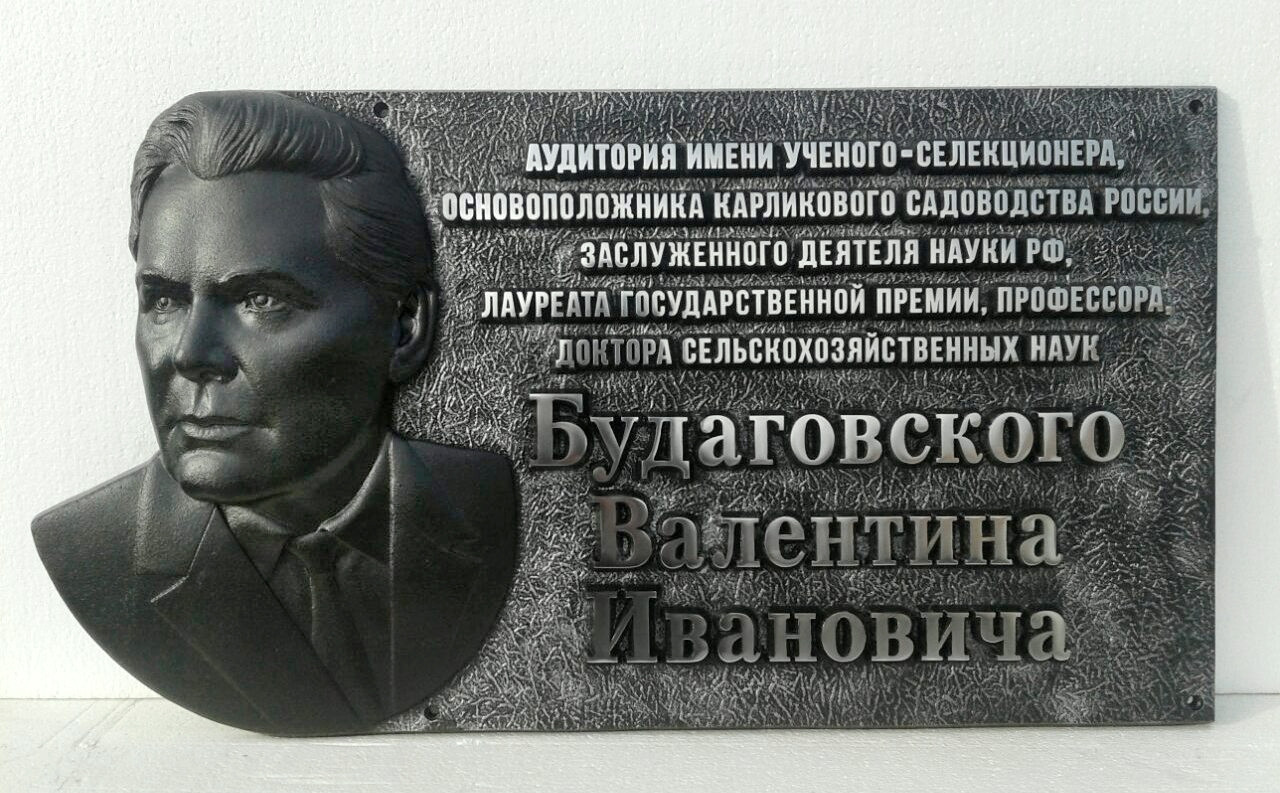 АУДИТОРИЯ ИМЕНИ УЧЕНОГО-СЕЛЕКЦИОНЕРА,
ОСНОВОПОЛОЖНИКА КАРЛИКОВОГО САДОВОДСТВА РОССИИ,
ЗАСЛУЖЕННОГО ДЕЯТЕЛЯ НАУКИ РФ,
ЛАУРЕАТА ГОСУДАРСТВЕННОЙ ПРЕМИИ, ПРОФЕССОРА,
ДОКТОРА СЕЛЬСКОХОЗЯЙСТВЕННЫХ НАУК
Будаговского
Валентина
Ивановича